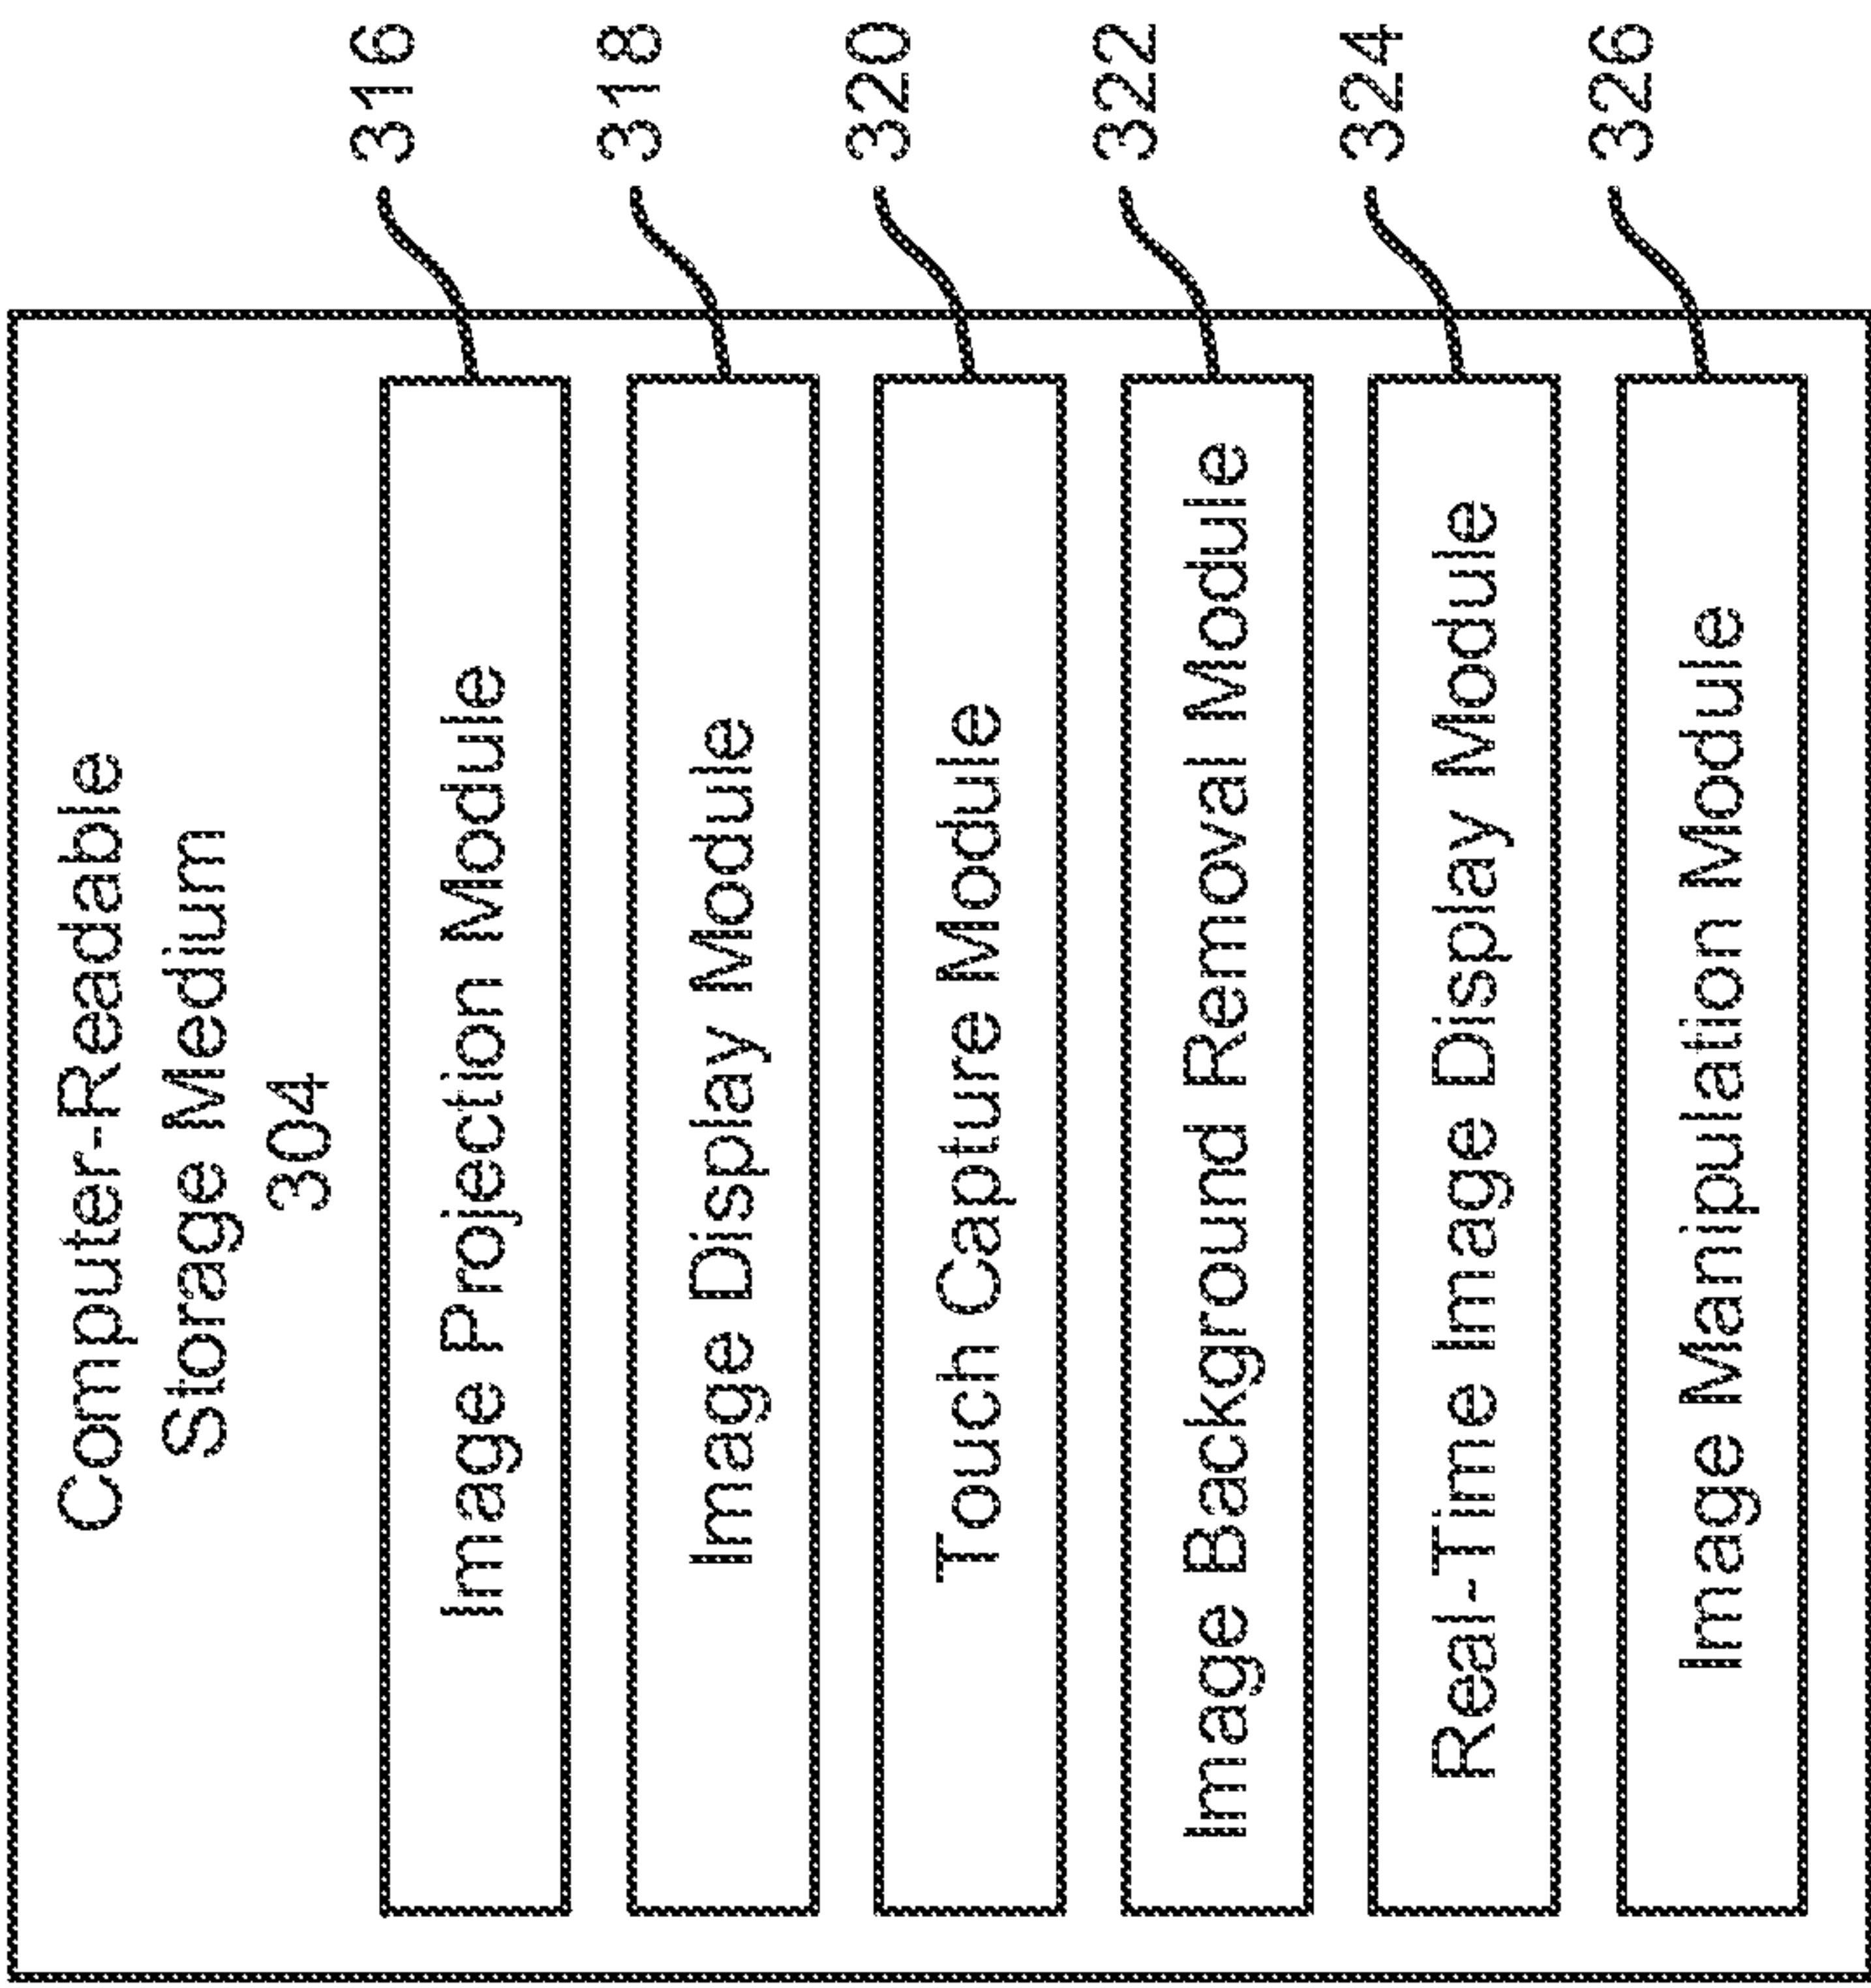 Computer-Readable
Storage Medium
304
Image Projection Module
316
Image Display Module
318
Touch Capture Module
320
Image Background Removal Module
322
Real-Time Image Display Module
324
Image Manipulation Module
326